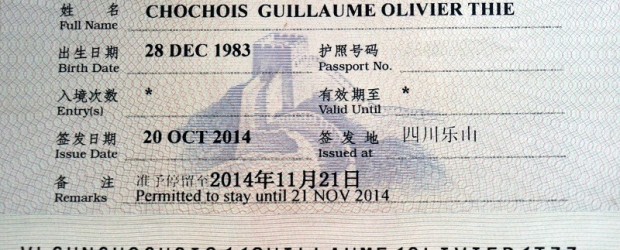 姓 名 CHOCHOIS GUILLAUME OLIVIER THIE
Full Name
出生日期 28 DEC 1983 护照号码
Birth Date Passport No.
入境次数 * 有效期至 *
Entry(s) Valid Until
签发日期 20 OCT 2014 签发地 四川乐山
Issue Date Issued at
备 注 准予停留至2014年11月21日
Remarks Permitted to stay until 21 NOV 2014